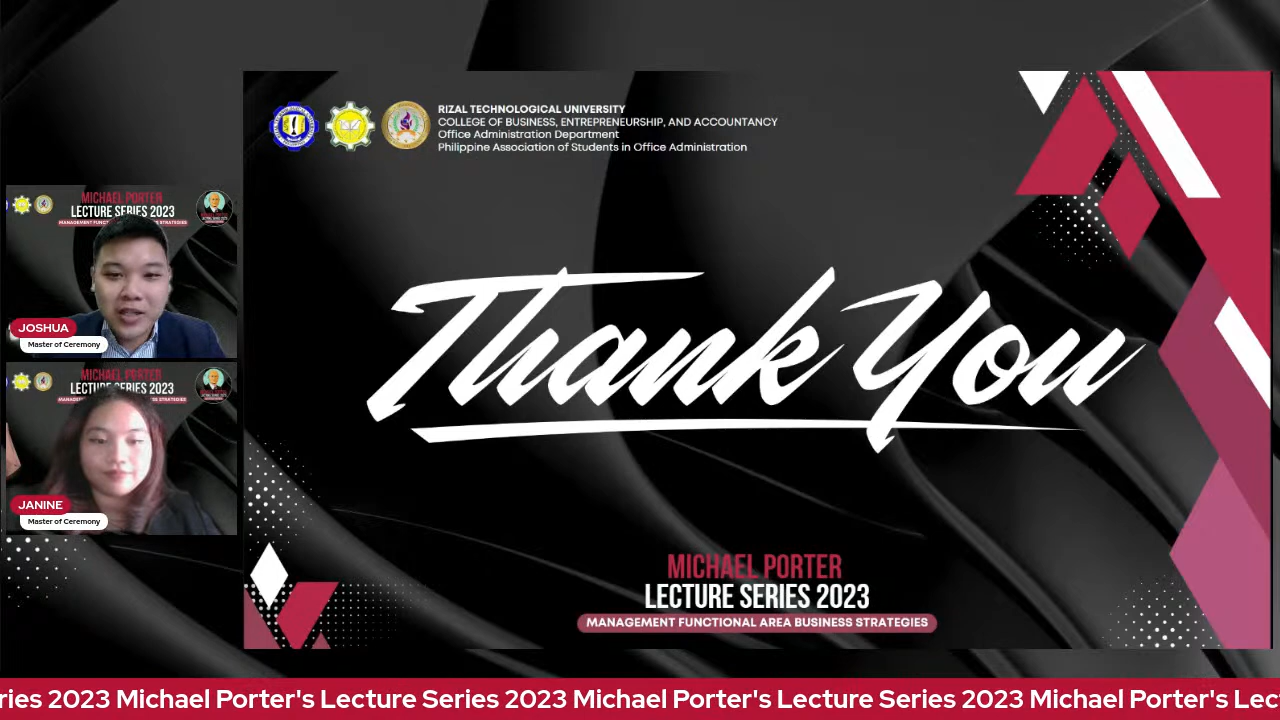 RIZAL TECHNOLOGICAL UNIVERSITY
COLLEGE OF BUSINESS, ENTREPRENEURSHIP, AND ACCOUNTANCY
Office Administration Department
Philippine Association of Students in Office Administration
MICHAEL PORTER
LECTURE SERIES 2023
JOSHUA
Master of Ceremony
MICHAEL PORTER
LECTURE SERIES 2023
JANINE
Master of Ceremony
Thank You
MICHAEL PORTER
LECTURE SERIES 2023
MANAGEMENT FUNCTIONAL AREA BUSINESS STRATEGIES
ries 2023 Michael Porter's Lecture Series 2023 Michael Porter's Lecture Series 2023 Michael Porter's Lec